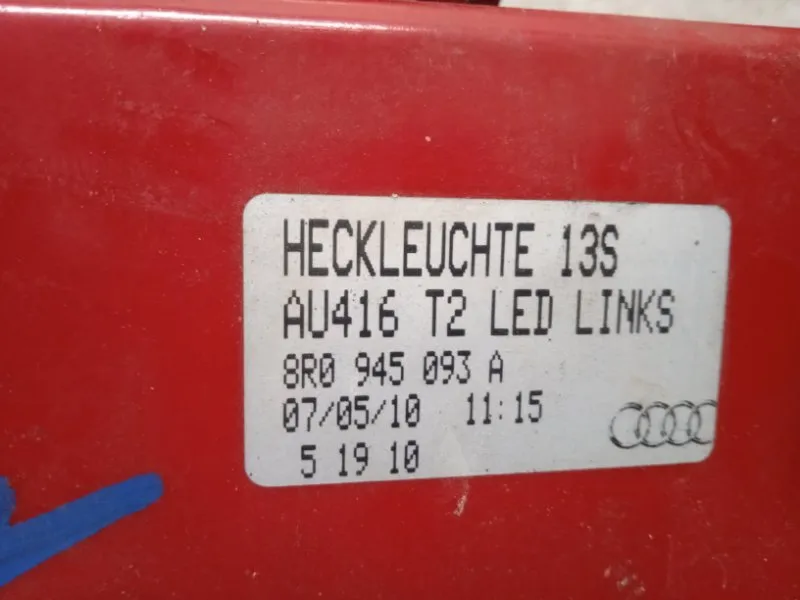 HECKLEUCHTE 13S
AU416 T2 LED LINKS
8R0 945 093 A
07/05/10 11:15
5 19 10